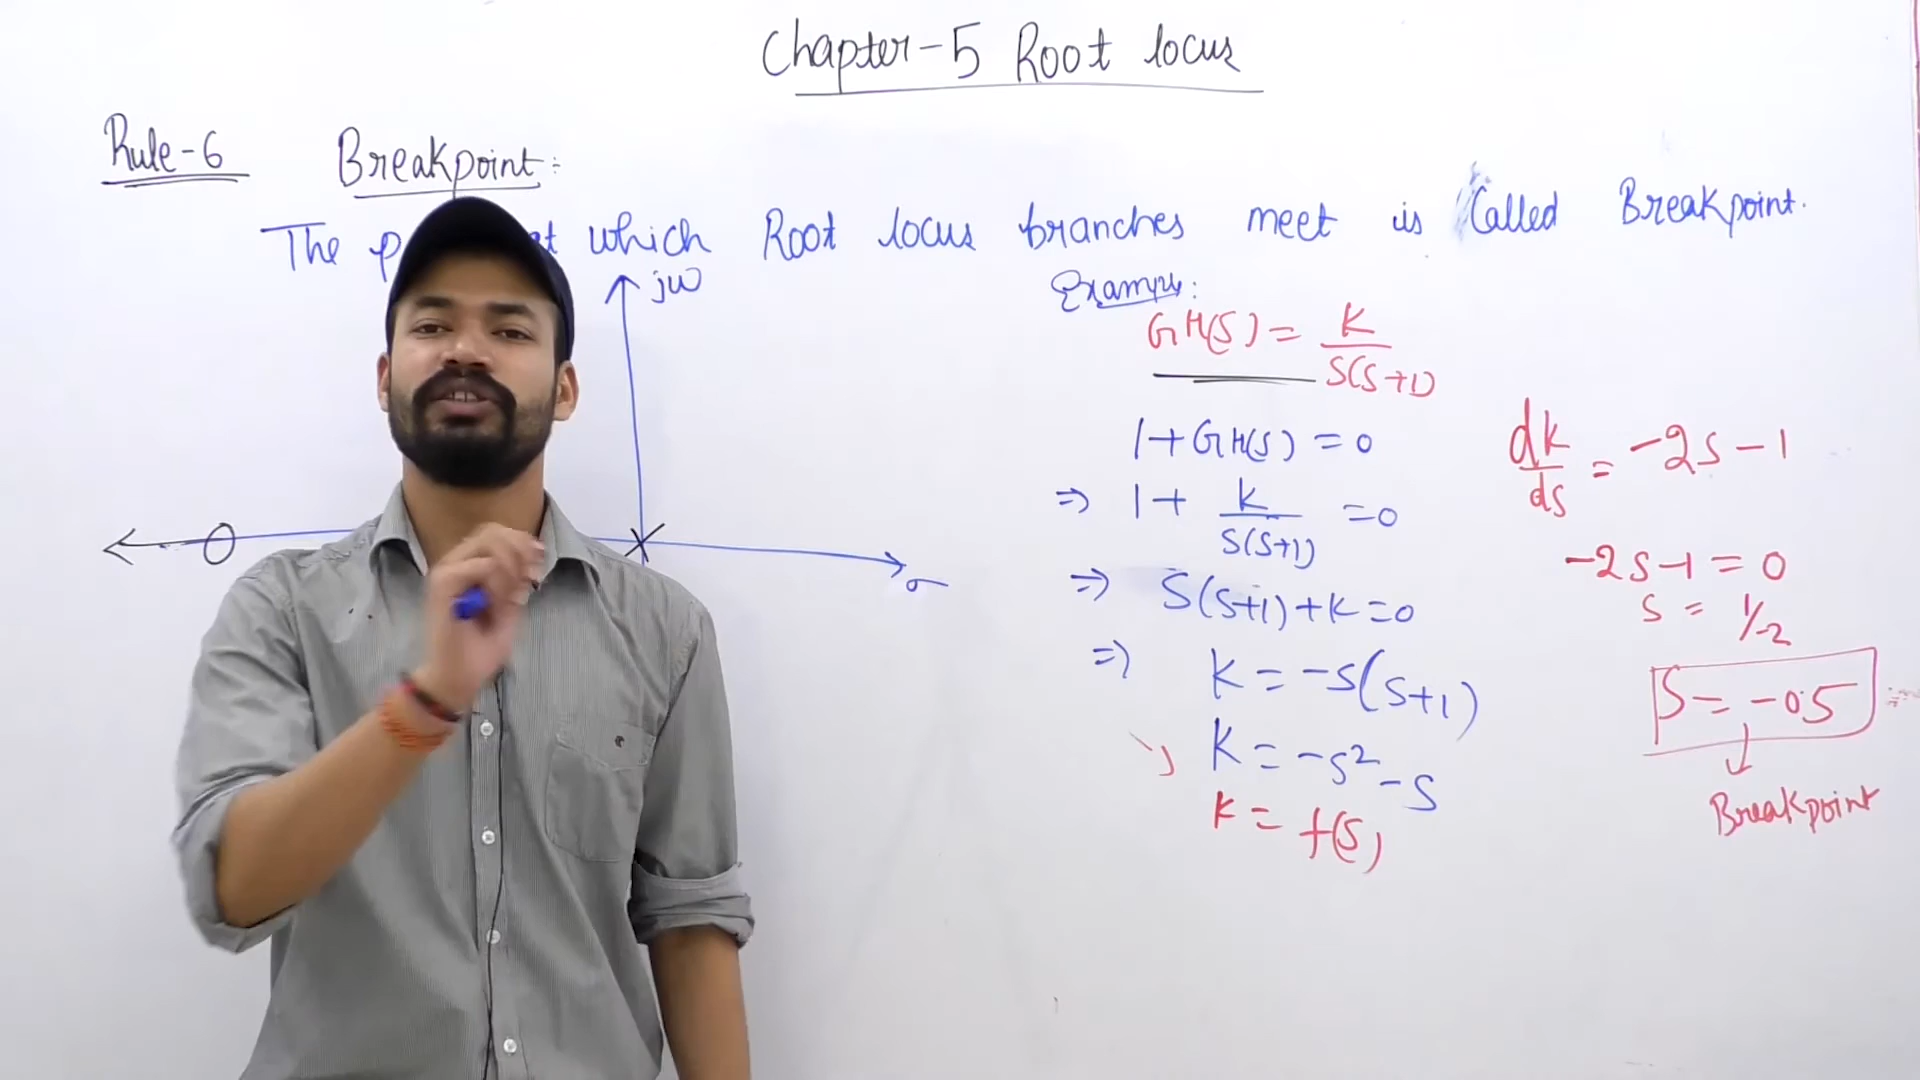 Chapter-5 Root locus
Rule-6 Breakpoint:
The p at which Root locus branches meet is Called Breakpoint.
jω
σ
Example:
GH(S) = K/S(S+1)
1+GH(S) = 0
⇒ 1+ K/S(S+1) = 0
⇒ S(S+1)+K=0
⇒ K = -S(S+1)
K = -S² - S
K = f(S)
dk/ds = -2S-1
-2S-1 = 0
S = 1/-2
S = -0.5
Breakpoint